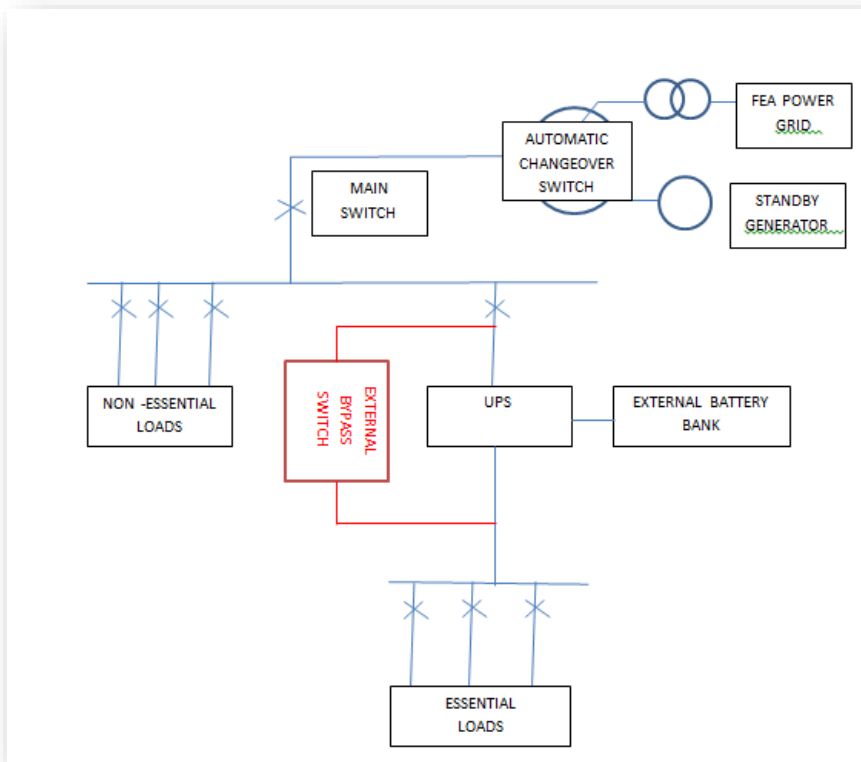 FEA POWER
GRID
AUTOMATIC
CHANGEOVER
SWITCH
MAIN
SWITCH
STANDBY
GENERATOR
EXTERNAL
BYPASS
SWITCH
NON -ESSENTIAL
LOADS
UPS
EXTERNAL BATTERY
BANK
ESSENTIAL
LOADS